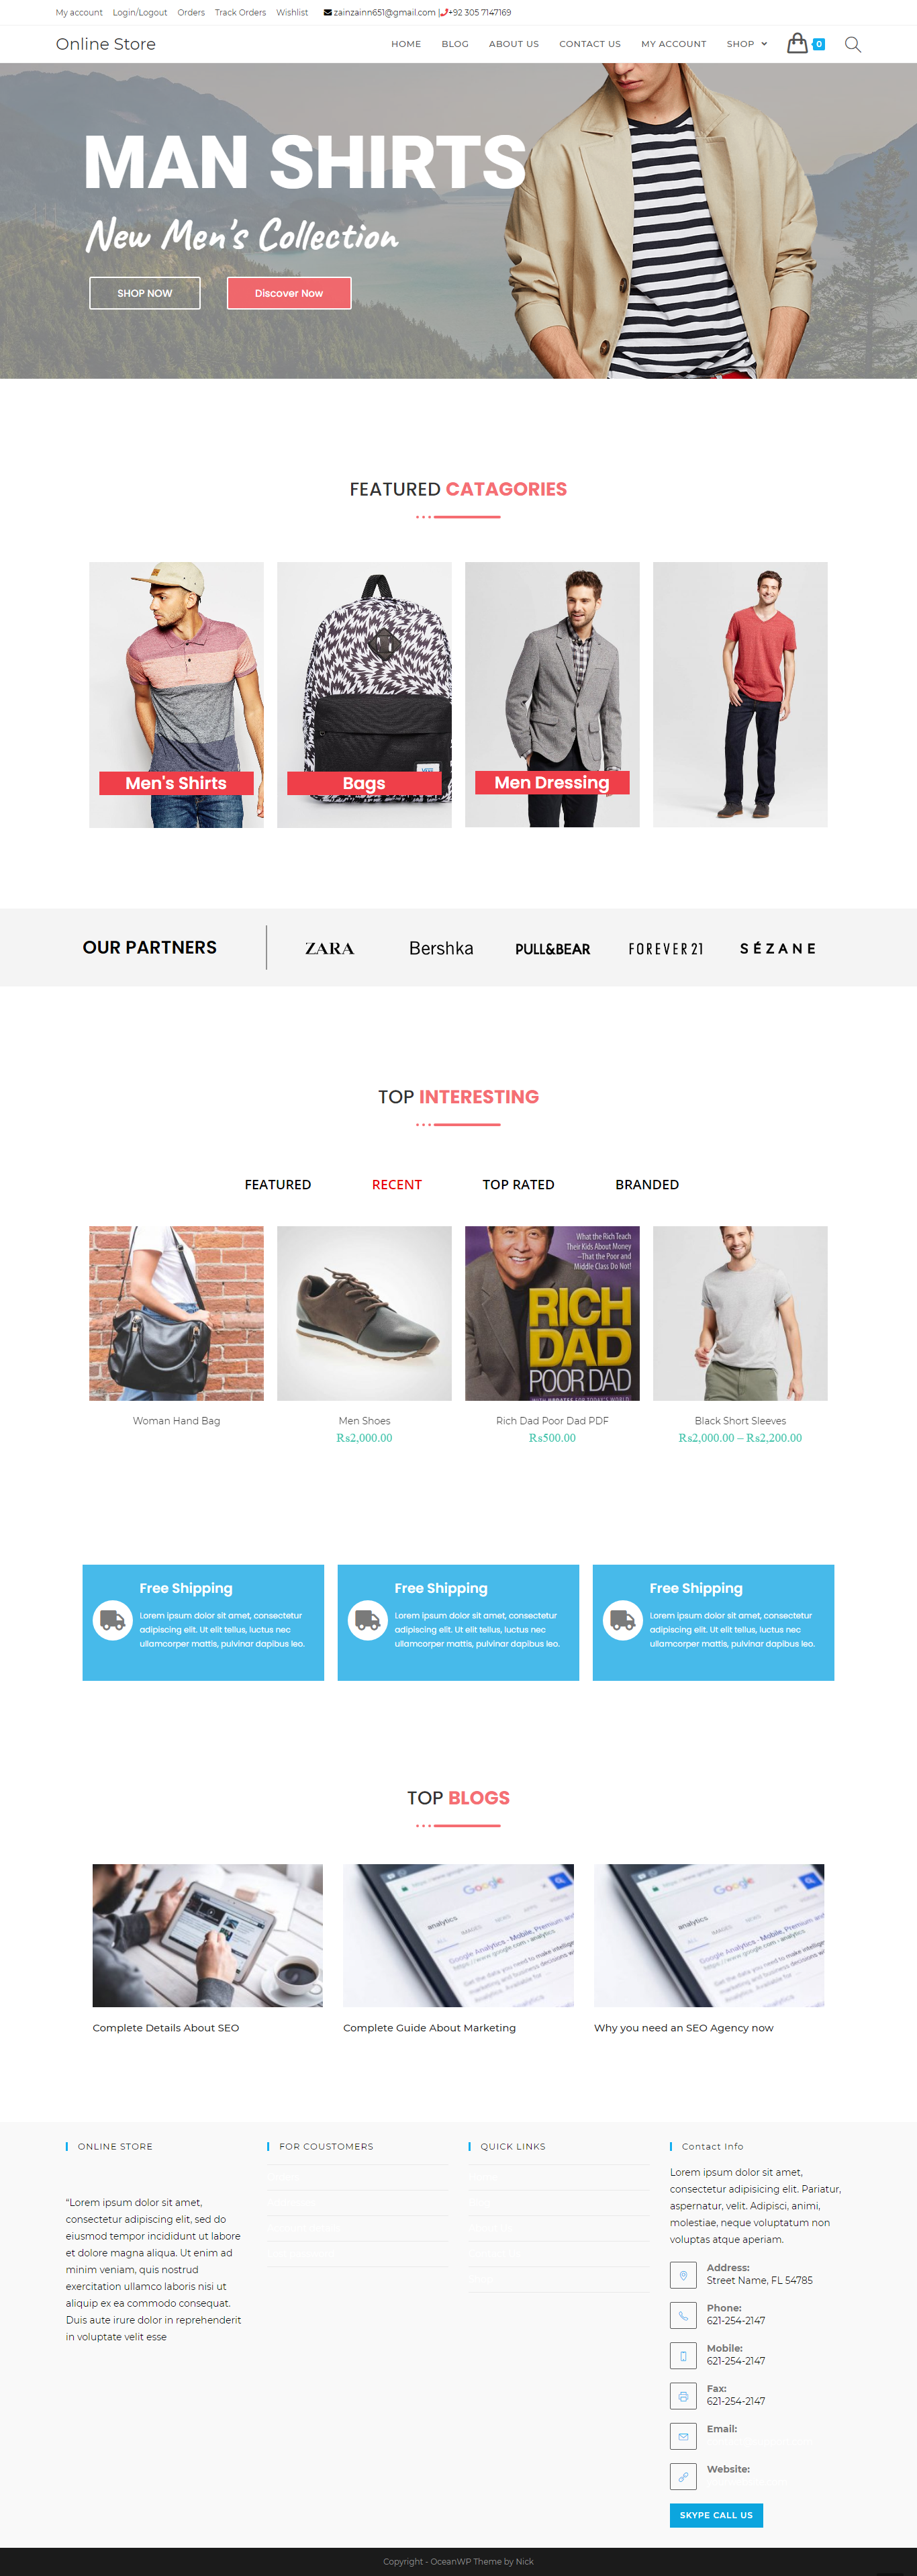 My account Login/Logout Orders Track Orders Wishlist zainzainn651@gmail.com |+92 305 7147169
Online Store
HOME BLOG ABOUT US CONTACT US MY ACCOUNT SHOP 0
MAN SHIRTS
New Men's Collection
SHOP NOW Discover Now
FEATURED CATAGORIES
Men's Shirts
Bags
Men Dressing
OUR PARTNERS
ZARA
Bershka
PULL&BEAR
FOREVER 21
SÉZANE
TOP INTERESTING
FEATURED RECENT TOP RATED BRANDED
What the Rich Teach
Their Kids About Money
—That the Poor and
Middle Class Do Not!
RICH
DAD
POOR DAD
Woman Hand Bag
Men Shoes
Rs2,000.00
Rich Dad Poor Dad PDF
Rs500.00
Black Short Sleeves
Rs2,000.00 – Rs2,200.00
Free Shipping
Lorem ipsum dolor sit amet, consectetur
adipiscing elit. Ut elit tellus, luctus nec
ullamcorper mattis, pulvinar dapibus leo.
Free Shipping
Lorem ipsum dolor sit amet, consectetur
adipiscing elit. Ut elit tellus, luctus nec
ullamcorper mattis, pulvinar dapibus leo.
Free Shipping
Lorem ipsum dolor sit amet, consectetur
adipiscing elit. Ut elit tellus, luctus nec
ullamcorper mattis, pulvinar dapibus leo.
TOP BLOGS
Google
analytics
Google Analytics - Mobile, Premium and
Google
analytics
Google Analytics - Mobile, Premium and
Complete Details About SEO
Complete Guide About Marketing
Why you need an SEO Agency now
ONLINE STORE
“Lorem ipsum dolor sit amet,
consectetur adipiscing elit, sed do
eiusmod tempor incididunt ut labore
et dolore magna aliqua. Ut enim ad
minim veniam, quis nostrud
exercitation ullamco laboris nisi ut
aliquip ex ea commodo consequat.
Duis aute irure dolor in reprehenderit
in voluptate velit esse
FOR COUSTOMERS
QUICK LINKS
Contact Info
Lorem ipsum dolor sit amet,
consectetur adipisicing elit. Pariatur,
aspernatur, velit. Adipisci, animi,
molestiae, neque voluptatum non
voluptas atque aperiam.
Address:
Street Name, FL 54785
Phone:
621-254-2147
Mobile:
621-254-2147
Fax:
621-254-2147
Email:
Website:
SKYPE CALL US
Copyright - OceanWP Theme by Nick